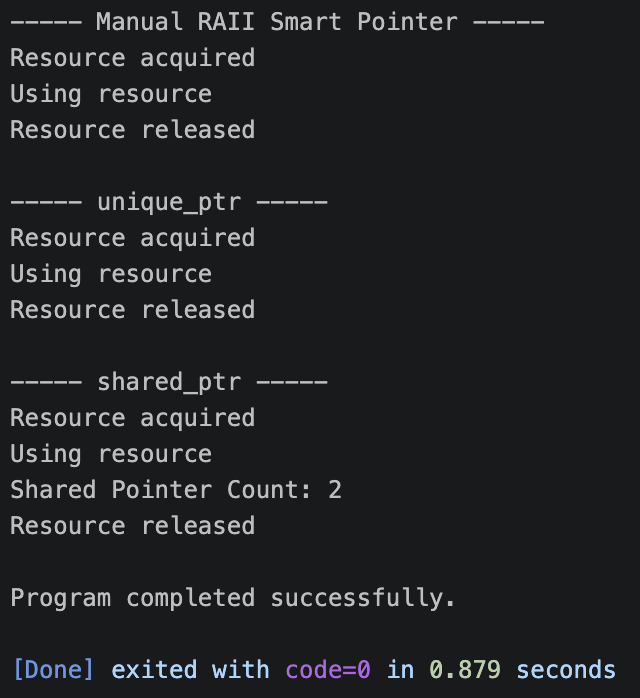 ----- Manual RAII Smart Pointer -----
Resource acquired
Using resource
Resource released
----- unique_ptr -----
Resource acquired
Using resource
Resource released
----- shared_ptr -----
Resource acquired
Using resource
Shared Pointer Count: 2
Resource released
Program completed successfully.
[Done] exited with code=0 in 0.879 seconds